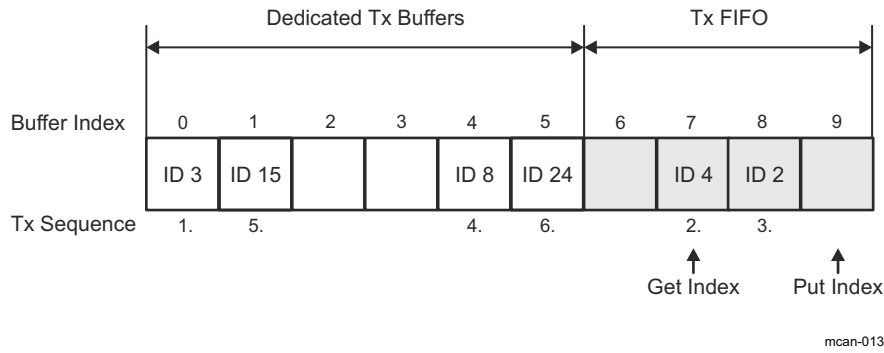 Dedicated Tx Buffers Tx FIFO
Buffer Index 0 1 2 3 4 5 6 7 8 9
ID 3 ID 15 ID 8 ID 24 ID 4 ID 2
Tx Sequence 1. 5. 4. 6. 2. 3.
Get Index Put Index
mcan-013